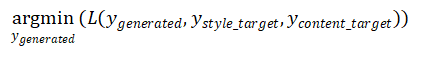 argmin (L(y_generated, y_style_target, y_content_target))
y_generated